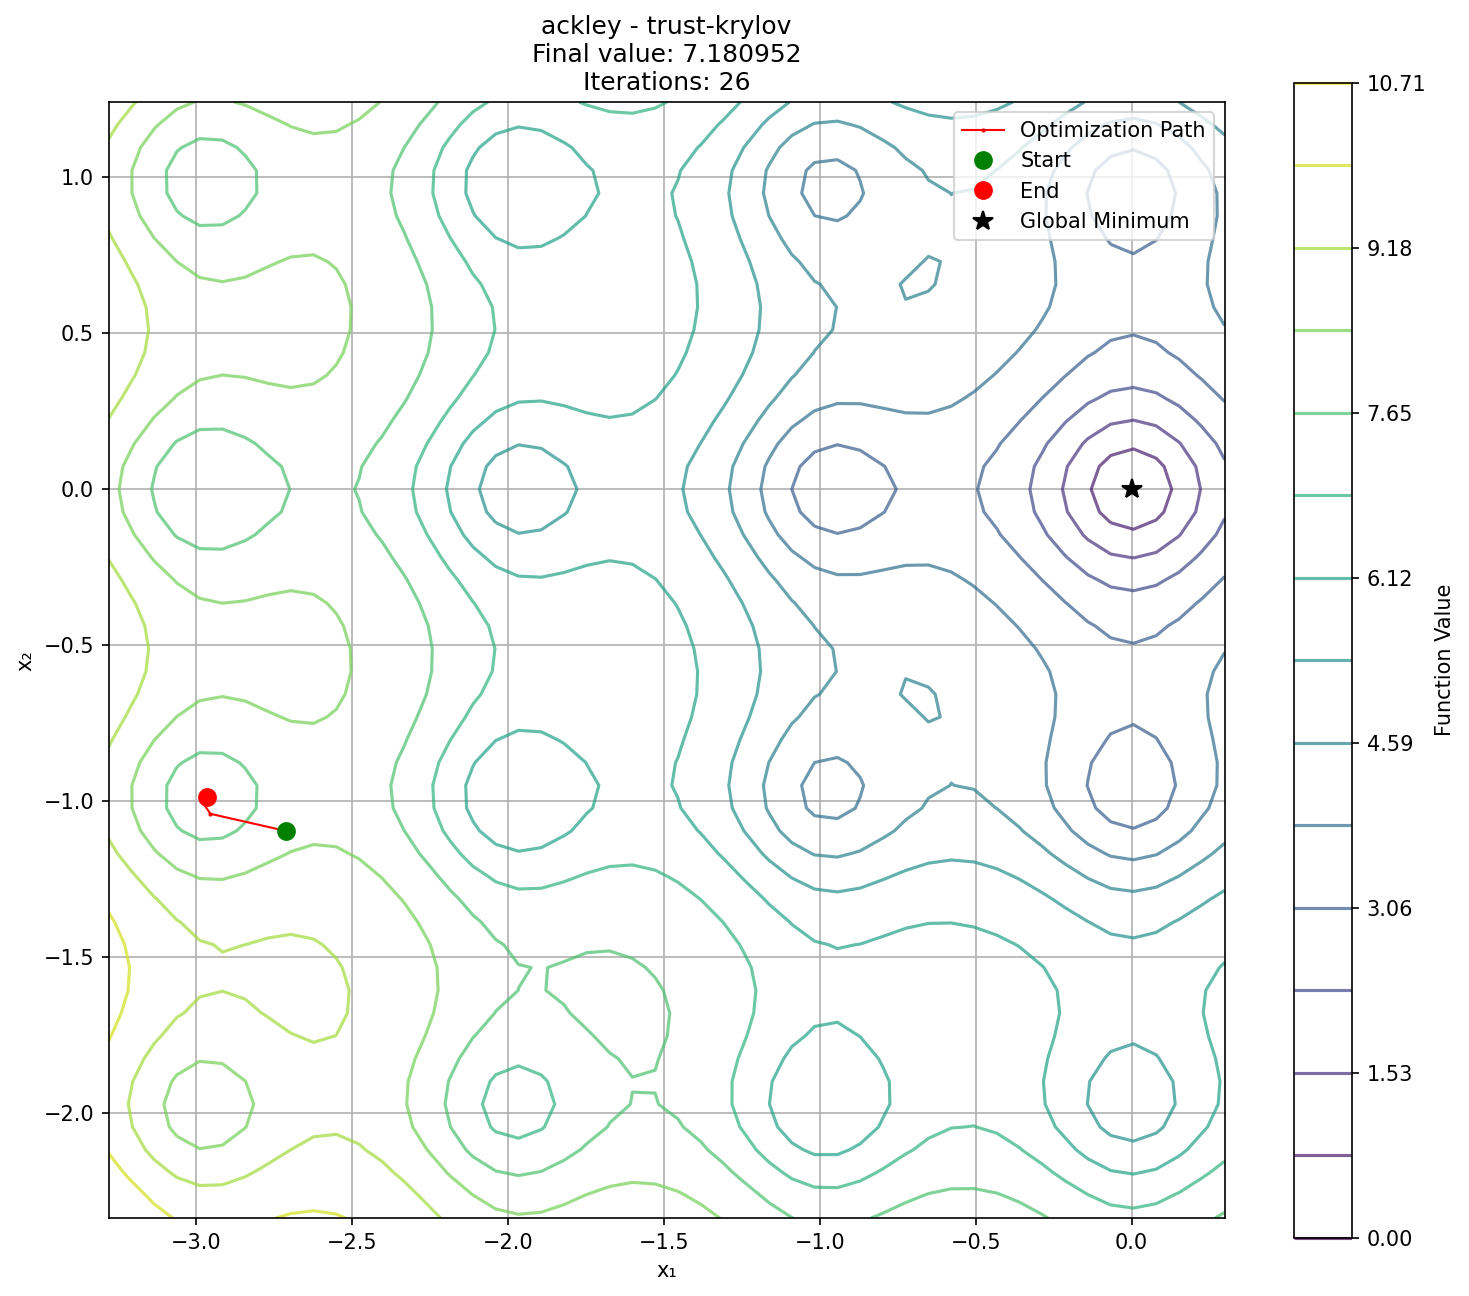 ackley - trust-krylov
Final value: 7.180952
Iterations: 26
Optimization Path
Start
End
Global Minimum
1.0
0.5
0.0
−0.5
−1.0
−1.5
−2.0
x₂
−3.0
−2.5
−2.0
−1.5
−1.0
−0.5
0.0
x₁
10.71
9.18
7.65
6.12
4.59
3.06
1.53
0.00
Function Value